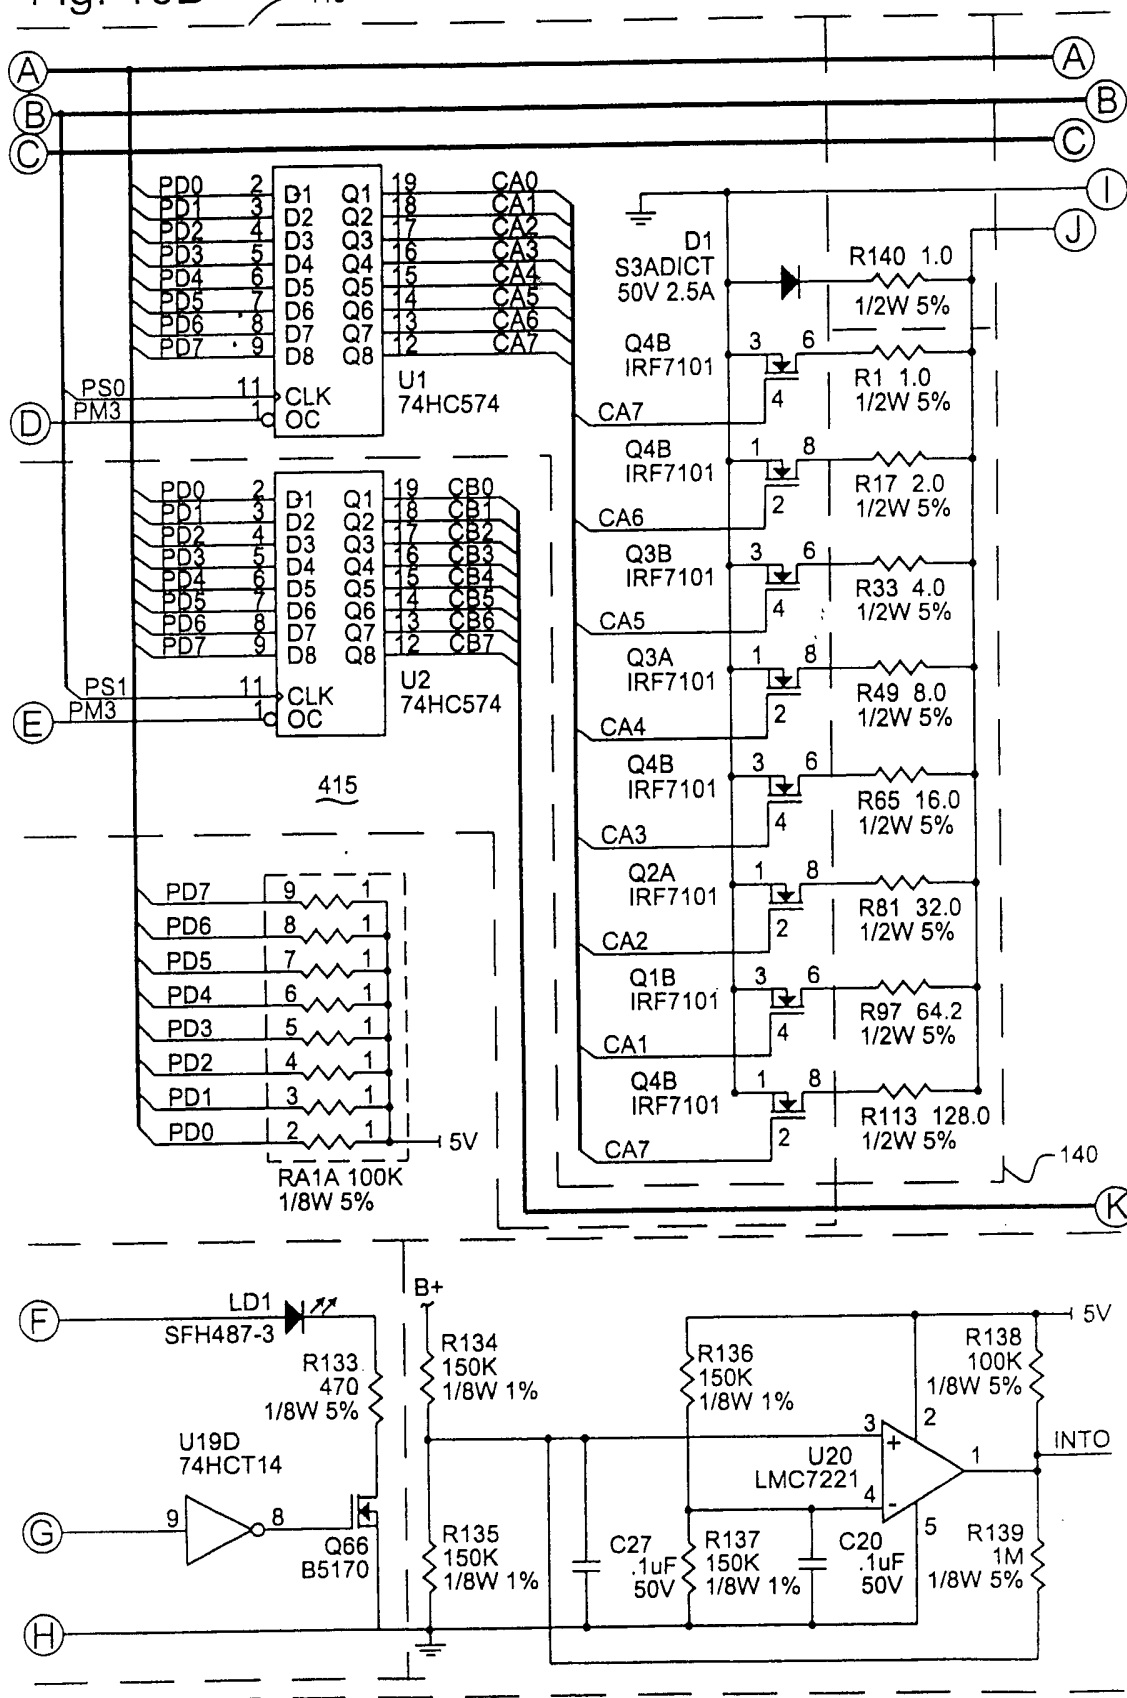 A
A
B
B
C
C
PD0 2 D1 Q1 19 CA0
PD1 3 D2 Q2 18 CA1
PD2 4 D3 Q3 17 CA2
PD3 5 D4 Q4 16 CA3
PD4 6 D5 Q5 15 CA4
PD5 7 D6 Q6 14 CA5
PD6 8 D7 Q7 13 CA6
PD7 9 D8 Q8 12 CA7
PS0 11 CLK
PM3 1 OC
D
U1
74HC574
PD0 2 D1 Q1 19 CB0
PD1 3 D2 Q2 18 CB1
PD2 4 D3 Q3 17 CB2
PD3 5 D4 Q4 16 CB3
PD4 6 D5 Q5 15 CB4
PD5 7 D6 Q6 14 CB5
PD6 8 D7 Q7 13 CB6
PD7 9 D8 Q8 12 CB7
PS1 11 CLK
PM3 1 OC
E
U2
74HC574
415
PD7 9 1
PD6 8 1
PD5 7 1
PD4 6 1
PD3 5 1
PD2 4 1
PD1 3 1
PD0 2 1 5V
RA1A 100K
1/8W 5%
I
J
D1
S3ADICT
50V 2.5A
R140 1.0
1/2W 5%
Q4B
IRF7101
3 6
4
R1 1.0
1/2W 5%
CA7
Q4B
IRF7101
1 8
2
R17 2.0
1/2W 5%
CA6
Q3B
IRF7101
3 6
4
R33 4.0
1/2W 5%
CA5
Q3A
IRF7101
1 8
2
R49 8.0
1/2W 5%
CA4
Q4B
IRF7101
3 6
4
R65 16.0
1/2W 5%
CA3
Q2A
IRF7101
1 8
2
R81 32.0
1/2W 5%
CA2
Q1B
IRF7101
3 6
4
R97 64.2
1/2W 5%
CA1
Q4B
IRF7101
1 8
2
R113 128.0
1/2W 5%
CA7
140
K
F
LD1
SFH487-3
R133
470
1/8W 5%
U19D
74HCT14
G
9 8
Q66
B5170
H
B+
R134
150K
1/8W 1%
R135
150K
1/8W 1%
C27
.1uF
50V
R136
150K
1/8W 1%
R137
150K
1/8W 1%
C20
.1uF
50V
U20
LMC7221
3 + 2
4 - 5
1
5V
R138
100K
1/8W 5%
INTO
R139
1M
1/8W 5%